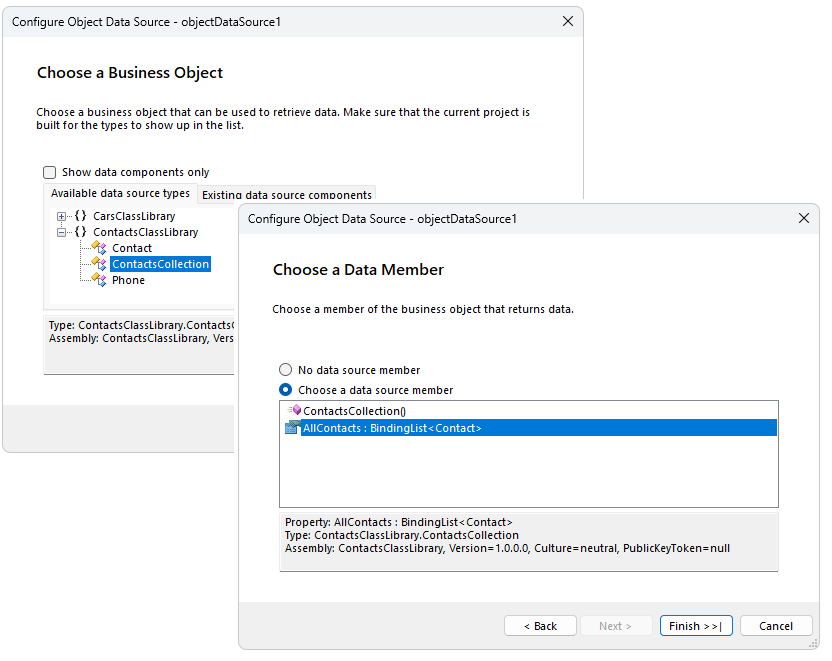 Configure Object Data Source - objectDataSource1
Choose a Business Object
Choose a business object that can be used to retrieve data. Make sure that the current project is
built for the types to show up in the list.
Show data components only
Available data source types
Existing data source components
{} CarsClassLibrary
{} ContactsClassLibrary
Contact
ContactsCollection
Phone
Type: ContactsClassLibrary.Contacts
Assembly: ContactsClassLibrary, Vers
Configure Object Data Source - objectDataSource1
Choose a Data Member
Choose a member of the business object that returns data.
No data source member
Choose a data source member
ContactsCollection()
AllContacts : BindingList<Contact>
Property: AllContacts : BindingList<Contact>
Type: ContactsClassLibrary.ContactsCollection
Assembly: ContactsClassLibrary, Version=1.0.0.0, Culture=neutral, PublicKeyToken=null
< Back
Next >
Finish >>|
Cancel